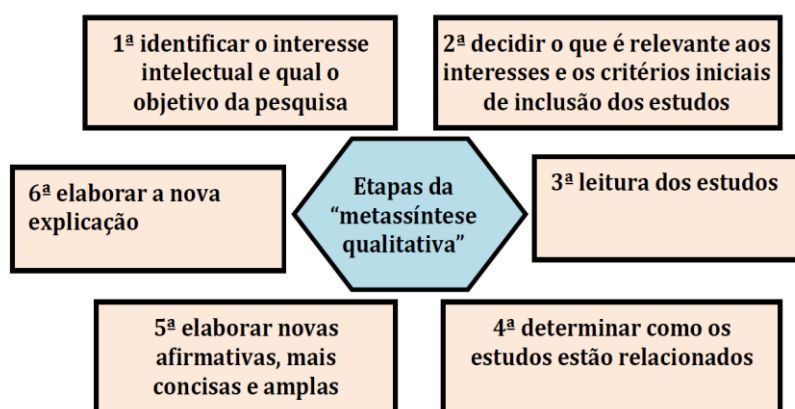 1ª identificar o interesse
intelectual e qual o
objetivo da pesquisa
2ª decidir o que é relevante aos
interesses e os critérios iniciais
de inclusão dos estudos
6ª elaborar a nova
explicação
Etapas da
“metassíntese
qualitativa”
3ª leitura dos estudos
5ª elaborar novas
afirmativas, mais
concisas e amplas
4ª determinar como os
estudos estão relacionados